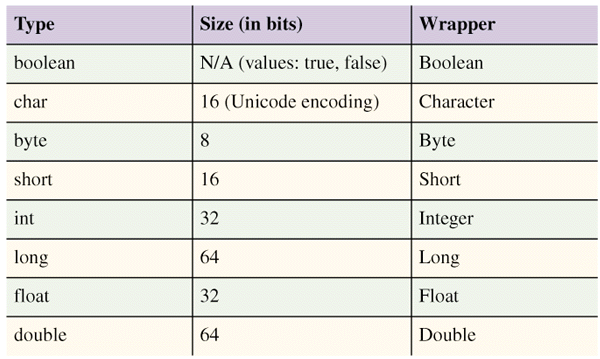 Type Size (in bits) Wrapper
boolean N/A (values: true, false) Boolean
char 16 (Unicode encoding) Character
byte 8 Byte
short 16 Short
int 32 Integer
long 64 Long
float 32 Float
double 64 Double